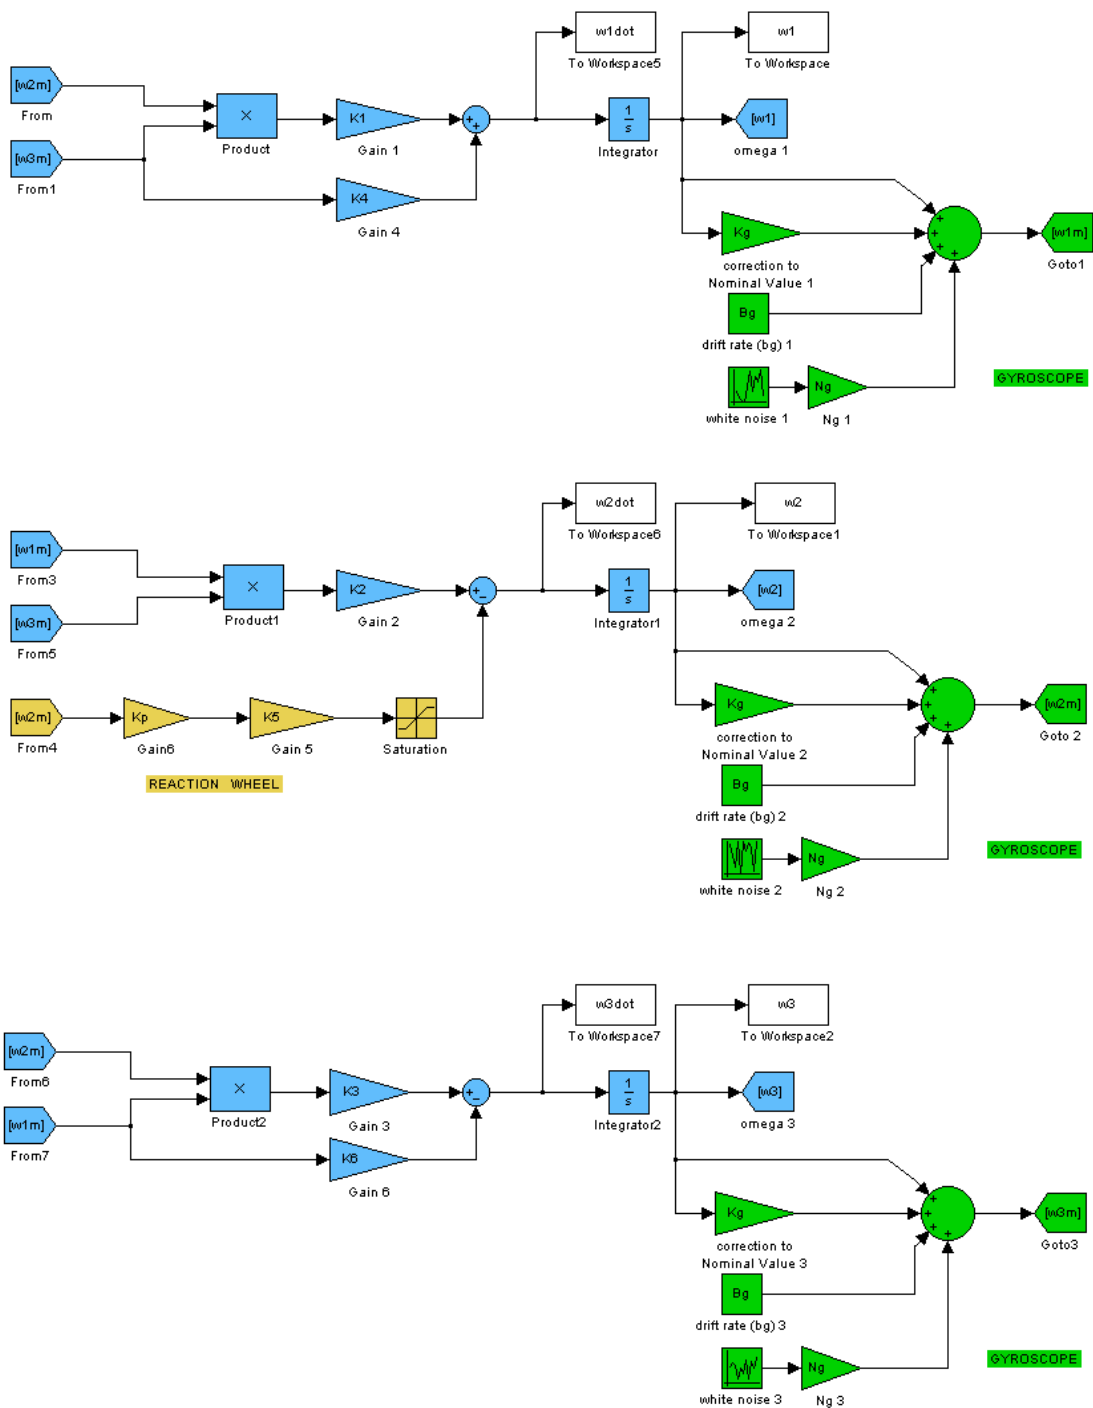 w1dot
To Workspace5
w1
To Workspace
[w2m]
From
[w3m]
From1
×
Product
K1
Gain 1
K4
Gain 4
+
+
1
s
Integrator
[w1]
omega 1
Kg
correction to
Nominal Value 1
Bg
drift rate (bg) 1
white noise 1
Ng
Ng 1
+
+
+
+
[w1m]
Goto1
GYROSCOPE
w2dot
To Workspace6
w2
To Workspace1
[w1m]
From3
[w3m]
From5
×
Product1
K2
Gain 2
+
−
1
s
Integrator1
[w2]
omega 2
[w2m]
From4
Kp
Gain6
K5
Gain 5
Saturation
REACTION WHEEL
Kg
correction to
Nominal Value 2
Bg
drift rate (bg) 2
white noise 2
Ng
Ng 2
+
+
+
+
[w2m]
Goto 2
GYROSCOPE
w3dot
To Workspace7
w3
To Workspace2
[w2m]
From6
[w1m]
From7
×
Product2
K3
Gain 3
K6
Gain 6
+
−
1
s
Integrator2
[w3]
omega 3
Kg
correction to
Nominal Value 3
Bg
drift rate (bg) 3
white noise 3
Ng
Ng 3
+
+
+
+
[w3m]
Goto3
GYROSCOPE